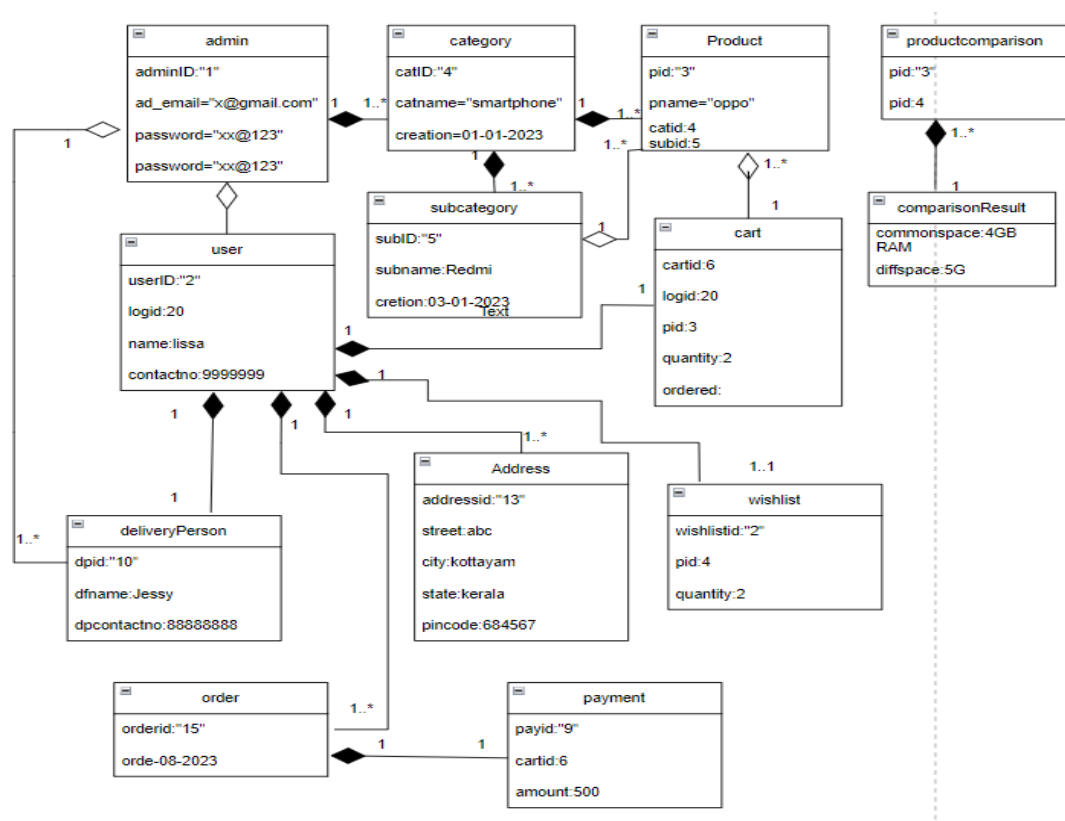 admin
adminID:"1"
ad_email="x@gmail.com"
password="xx@123"
password="xx@123"
1
1..*
category
catID:"4"
catname="smartphone"
creation=01-01-2023
1
1..*
Product
pid:"3"
pname="oppo"
catid:4
subid:5
productcomparison
pid:"3"
pid:4
1..*
1
comparisonResult
commonspace:4GB
RAM
diffspace:5G
1
1
1..*
1..*
1
subcategory
subID:"5"
subname:Redmi
cretion:03-01-2023
Text
1..*
1
cart
cartid:6
logid:20
pid:3
quantity:2
ordered:
user
userID:"2"
logid:20
name:lissa
contactno:9999999
1
1
1
1
1
1
1..*
1..1
1
1..*
deliveryPerson
dpid:"10"
dfname:Jessy
dpcontactno:88888888
Address
addressid:"13"
street:abc
city:kottayam
state:kerala
pincode:684567
wishlist
wishlistid:"2"
pid:4
quantity:2
order
orderid:"15"
orde-08-2023
1..*
1
1
payment
payid:"9"
cartid:6
amount:500